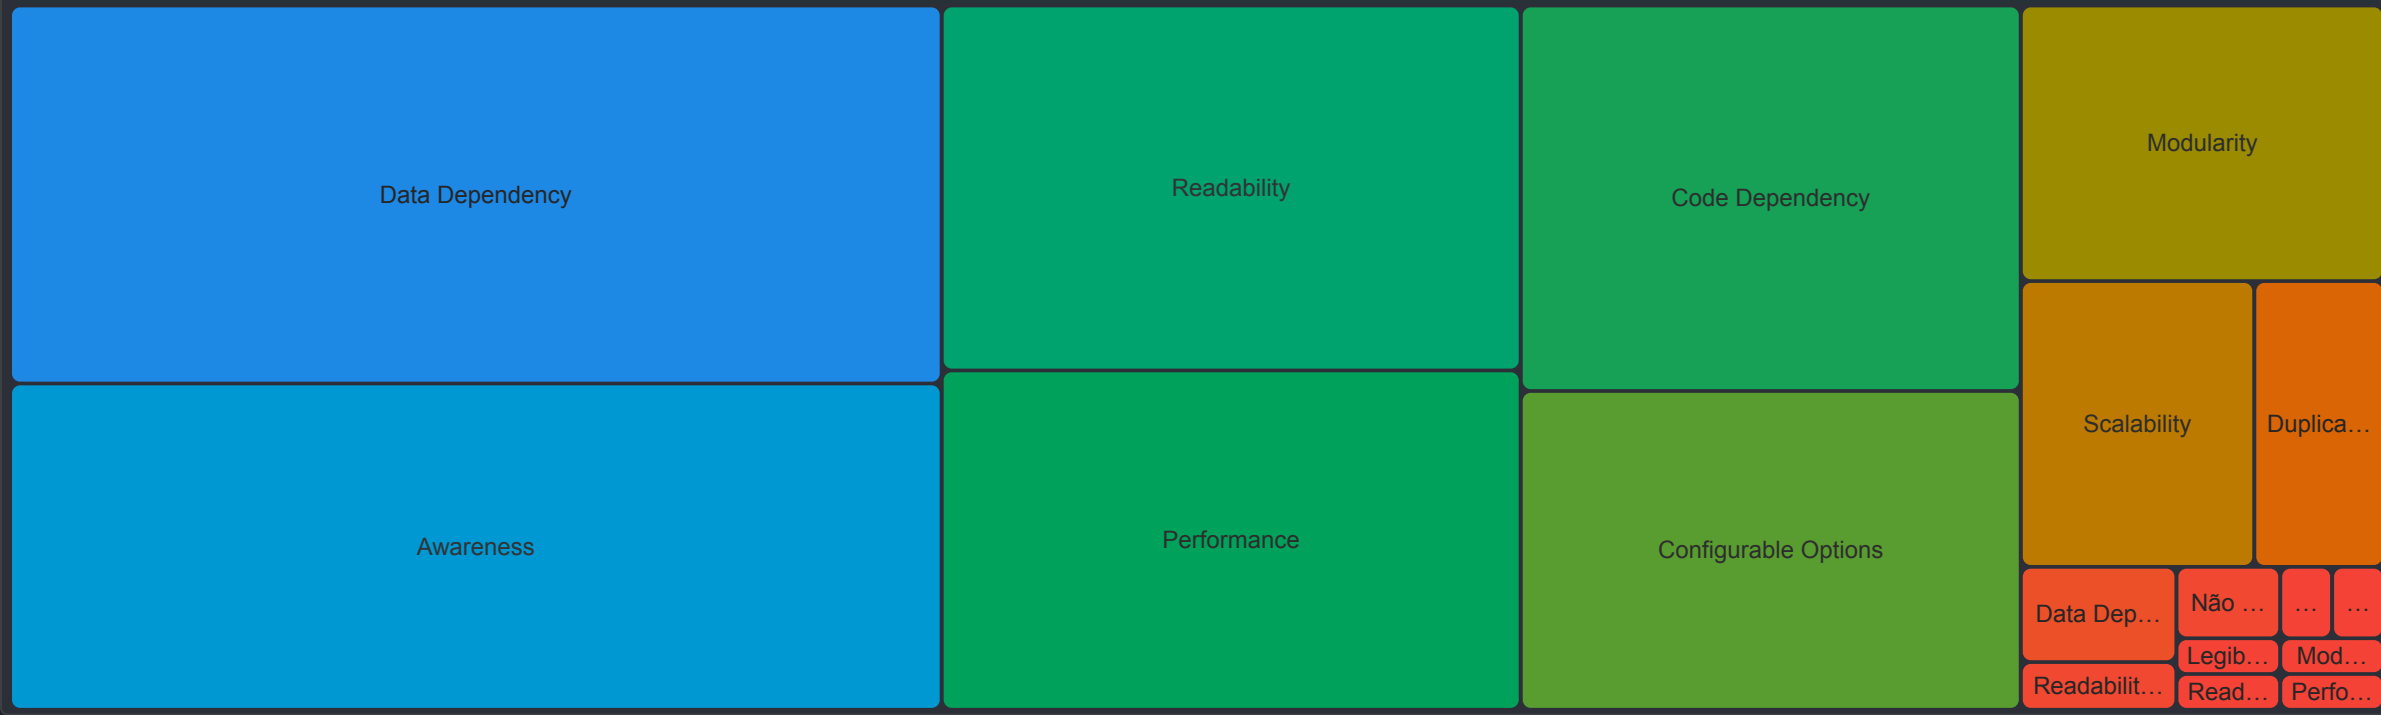 Data Dependency
Awareness
Readability
Performance
Code Dependency
Configurable Options
Modularity
Scalability
Duplica…
Data Dep…
Readabilit…
Não …
…
…
Legib…
Mod…
Read…
Perfo…